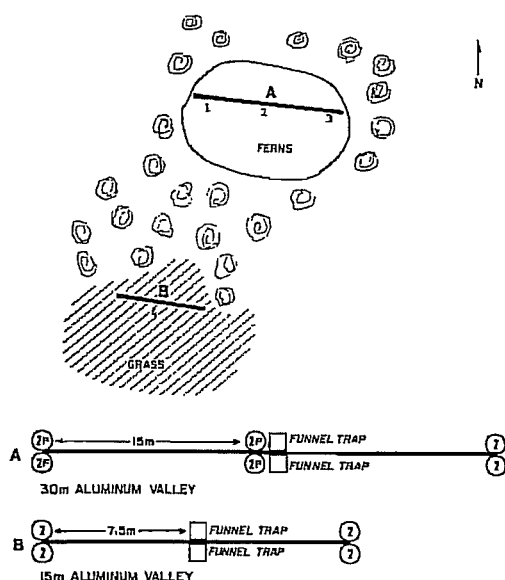 A
N
1 2 3
FERNS
B
GRASS
2P 15m 2P FUNNEL TRAP 2
A
2P 2P FUNNEL TRAP 2
30m ALUMINUM VALLEY
2 7.5m FUNNEL TRAP 2
B
2 FUNNEL TRAP 2
15m ALUMINUM VALLEY